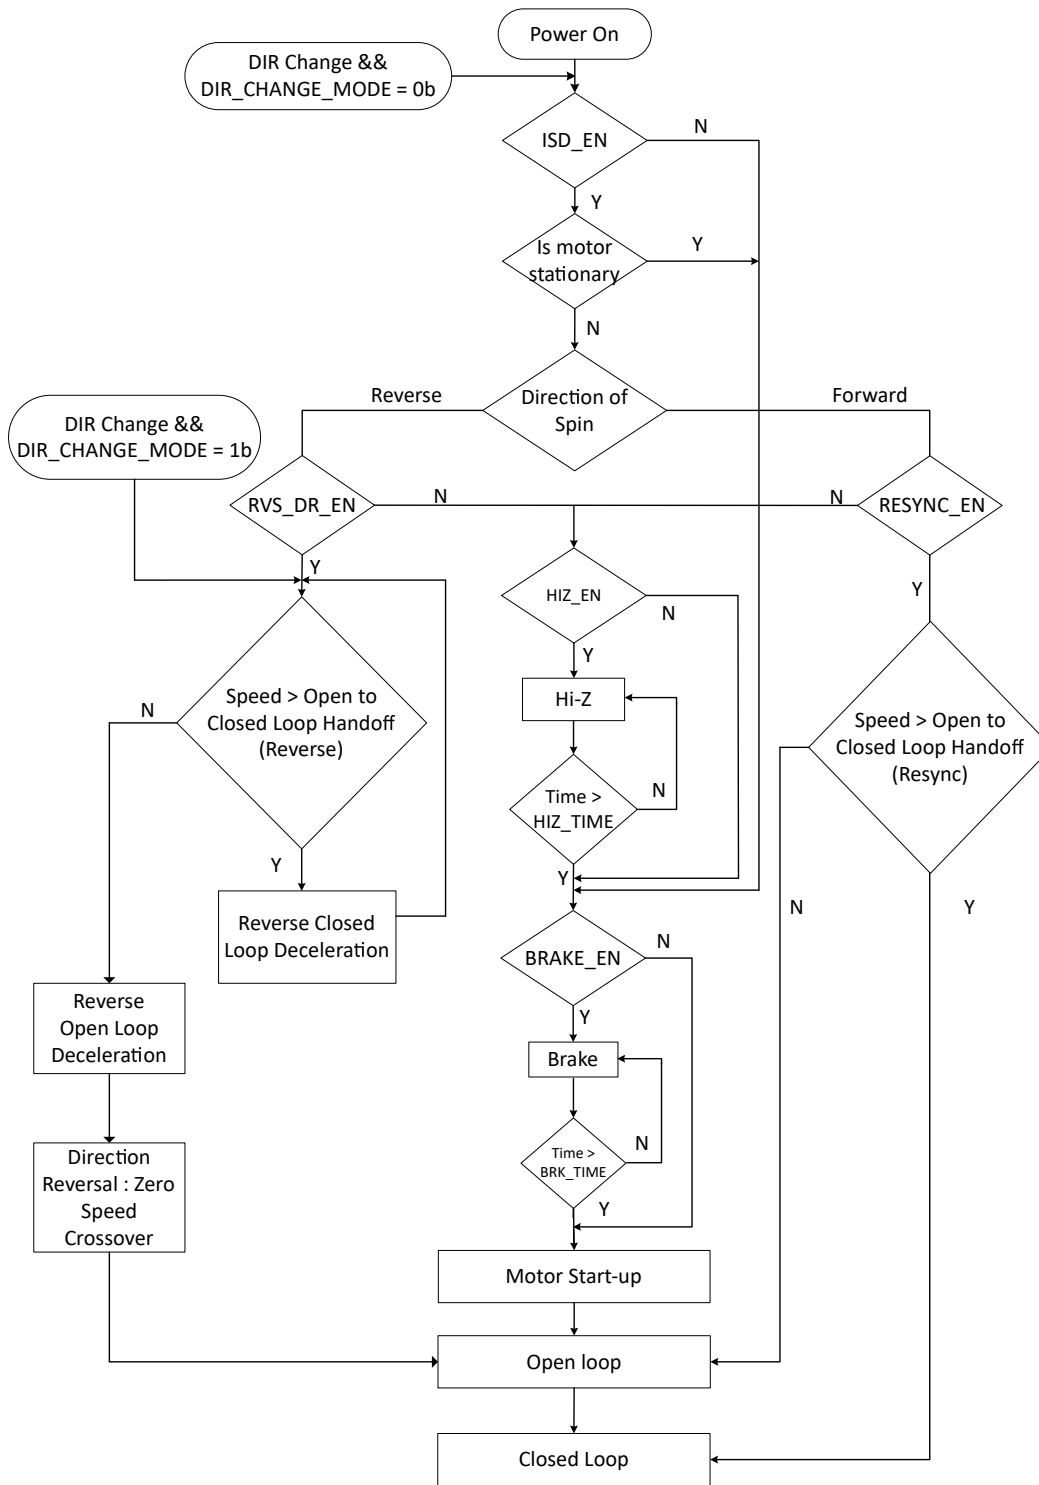 Power On
DIR Change &&
DIR_CHANGE_MODE = 0b
ISD_EN
N
Y
Is motor
stationary
Y
N
Direction of
Spin
Reverse
Forward
DIR Change &&
DIR_CHANGE_MODE = 1b
RVS_DR_EN
N
N
RESYNC_EN
Y
Y
HIZ_EN
N
Y
Hi-Z
Speed > Open to
Closed Loop Handoff
(Reverse)
N
Speed > Open to
Closed Loop Handoff
(Resync)
Time >
HIZ_TIME
N
Y
Y
Reverse Closed
Loop Deceleration
N
Y
BRAKE_EN
N
Y
Reverse
Open Loop
Deceleration
Brake
Time >
BRK_TIME
N
Y
Direction
Reversal : Zero
Speed
Crossover
Motor Start-up
Open loop
Closed Loop